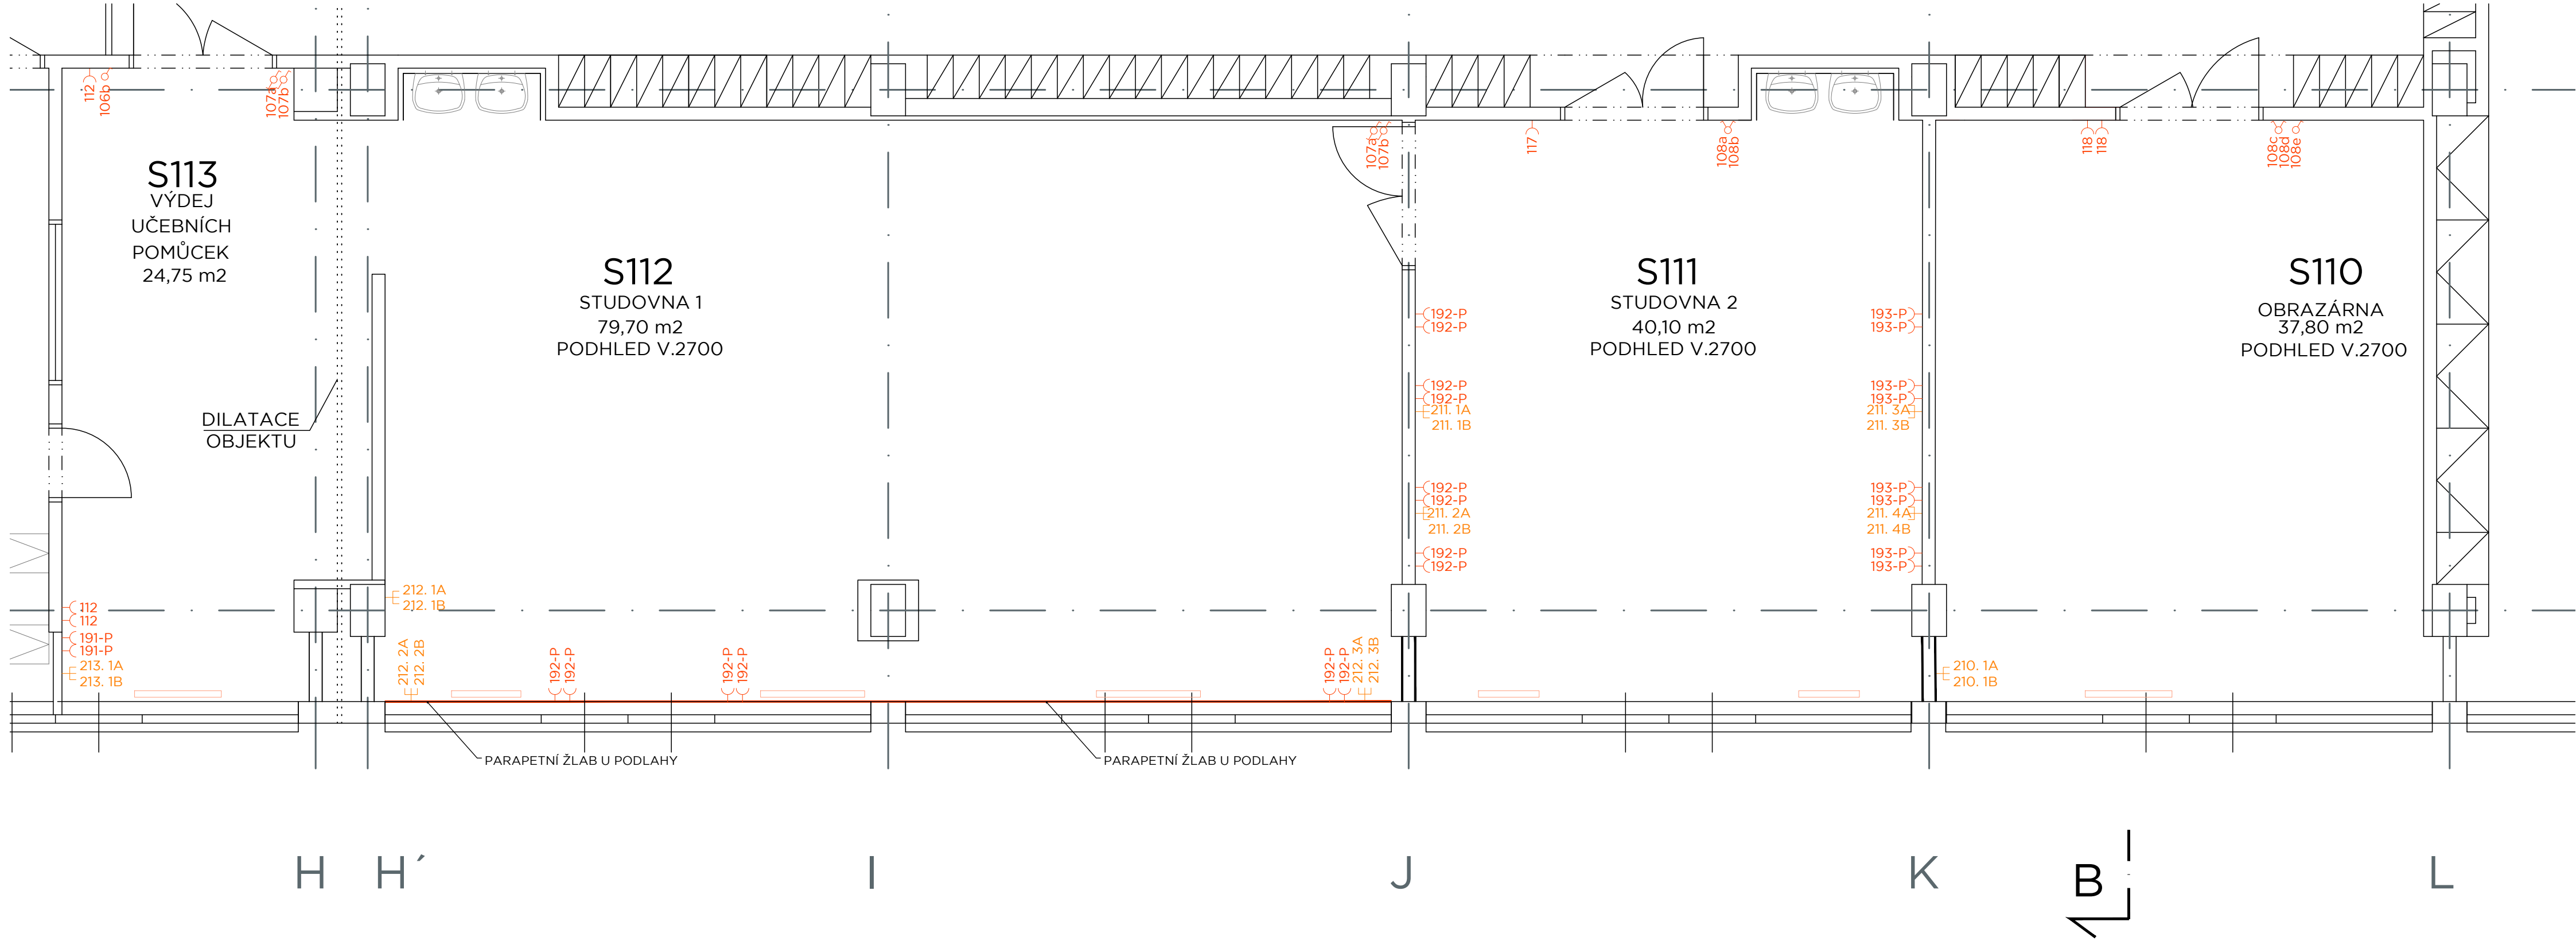 112
106b
107a
107b
S113
VÝDEJ
UČEBNÍCH
POMŮCEK
24,75 m2
DILATACE
OBJEKTU
112
112
191-P
191-P
213. 1A
213. 1B
S112
STUDOVNA 1
79,70 m2
PODHLED V.2700
107a
107b
212. 1A
212. 1B
212. 2A
212. 2B
192-P
192-P
192-P
192-P
192-P
192-P
212. 3A
212. 3B
PARAPETNÍ ŽLAB U PODLAHY
PARAPETNÍ ŽLAB U PODLAHY
117
108a
108b
S111
STUDOVNA 2
40,10 m2
PODHLED V.2700
192-P
192-P
192-P
192-P
211. 1A
211. 1B
192-P
192-P
211. 2A
211. 2B
192-P
192-P
193-P
193-P
193-P
193-P
211. 3A
211. 3B
193-P
193-P
211. 4A
211. 4B
193-P
193-P
118
118
108c
108d
108e
S110
OBRAZÁRNA
37,80 m2
PODHLED V.2700
210. 1A
210. 1B
H
H´
I
J
K
L
B